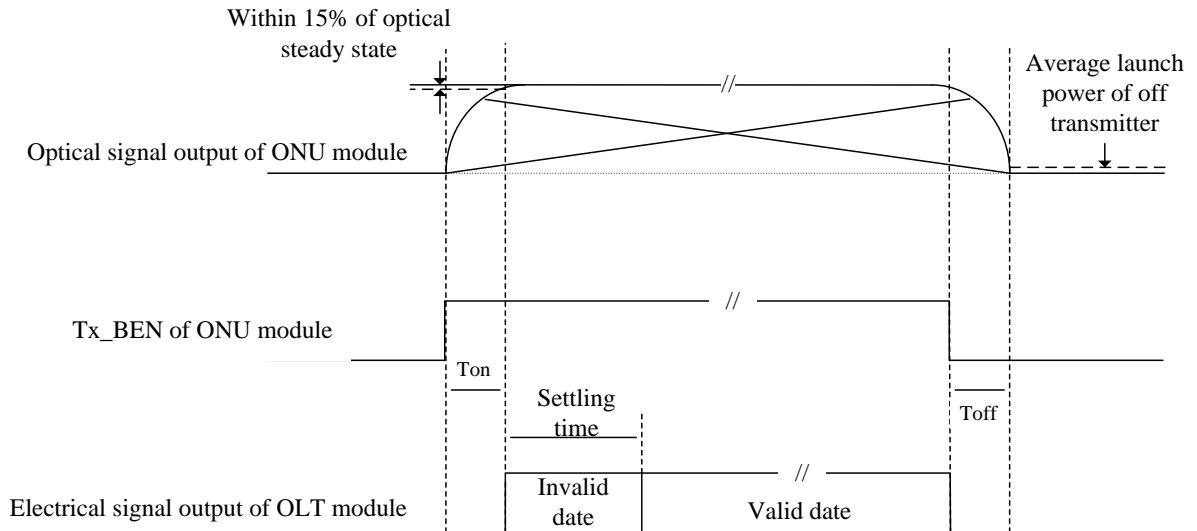 Within 15% of optical
steady state
Average launch
power of off
transmitter
//
Optical signal output of ONU module
//
Tx_BEN of ONU module
Ton
Toff
Settling
time
//
Electrical signal output of OLT module
Invalid
date
Valid date